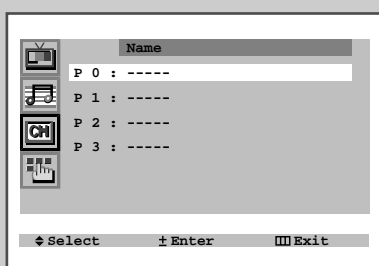 Name
P 0 : -----
P 1 : -----
P 2 : -----
P 3 : -----
CH
Select ± Enter Exit